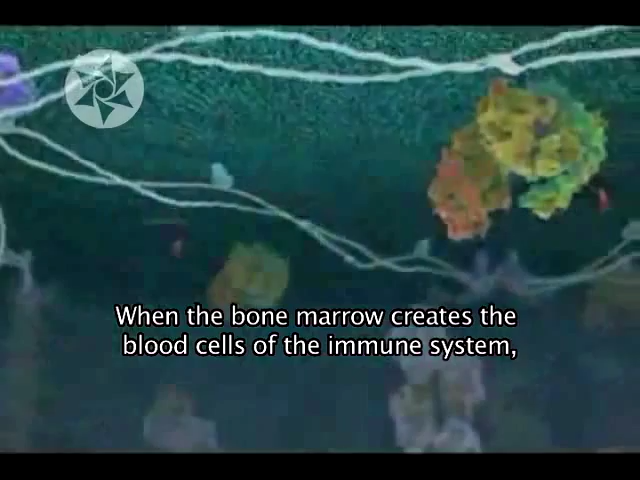 When the bone marrow creates the
blood cells of the immune system,